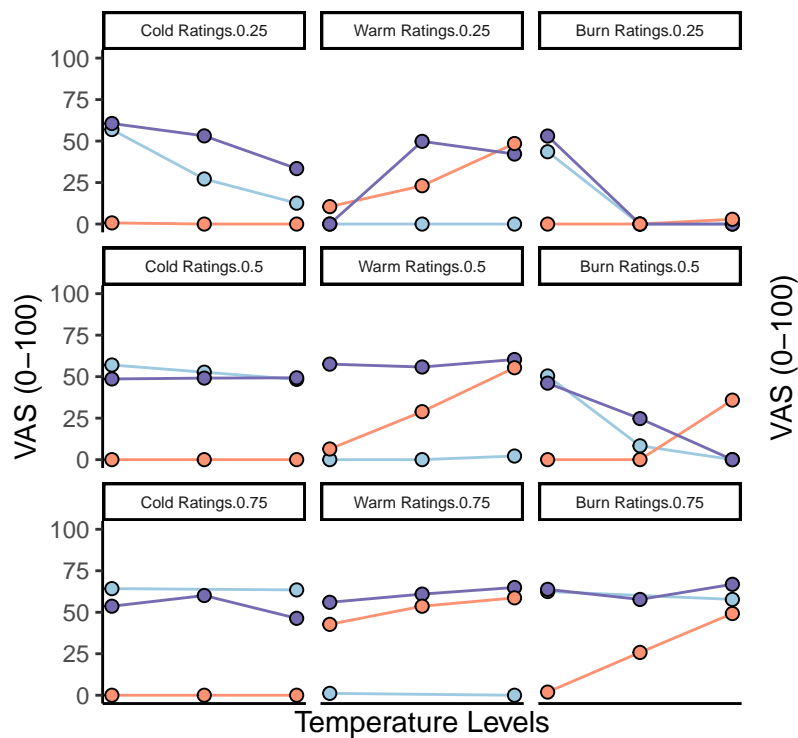 Cold Ratings.0.25
Warm Ratings.0.25
Burn Ratings.0.25
100
75
50
25
0
Cold Ratings.0.5
Warm Ratings.0.5
Burn Ratings.0.5
100
75
50
25
0
Cold Ratings.0.75
Warm Ratings.0.75
Burn Ratings.0.75
100
75
50
25
0
VAS (0−100)
VAS (0−100)
Temperature Levels